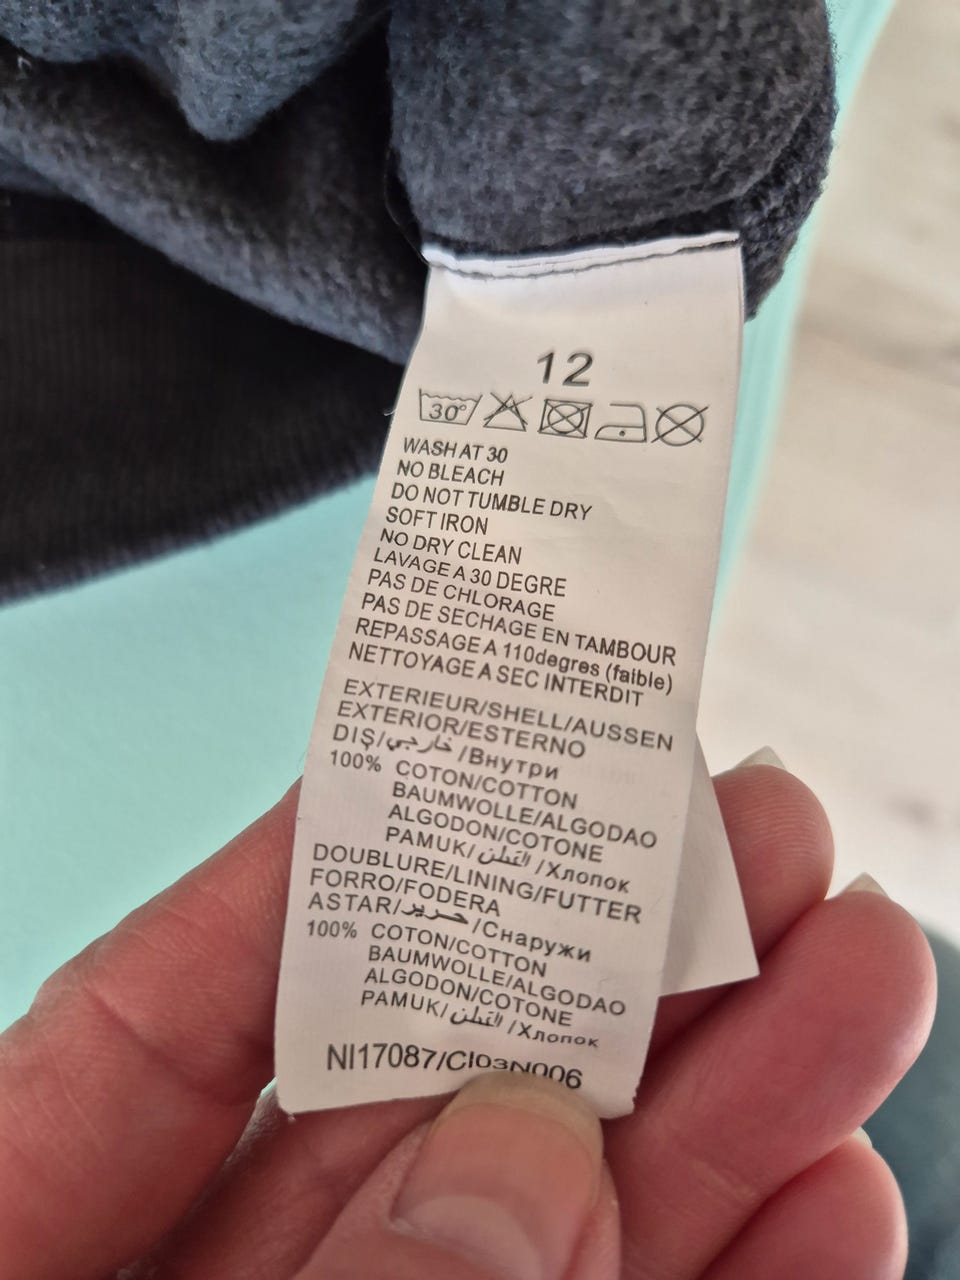 12
30°
WASH AT 30
NO BLEACH
DO NOT TUMBLE DRY
SOFT IRON
NO DRY CLEAN
LAVAGE A 30 DEGRE
PAS DE CHLORAGE
PAS DE SECHAGE EN TAMBOUR
REPASSAGE A 110degres (faible)
NETTOYAGE A SEC INTERDIT
EXTERIEUR/SHELL/AUSSEN
EXTERIOR/ESTERNO
DIŞ/خارجي/Внутри
100% COTON/COTTON
BAUMWOLLE/ALGODAO
ALGODON/COTONE
PAMUK/القطن/Хлопок
DOUBLURE/LINING/FUTTER
FORRO/FODERA
ASTAR/حرير/Снаружи
100% COTON/COTTON
BAUMWOLLE/ALGODAO
ALGODON/COTONE
PAMUK/القطن/Хлопок
NI17087/CI03N006